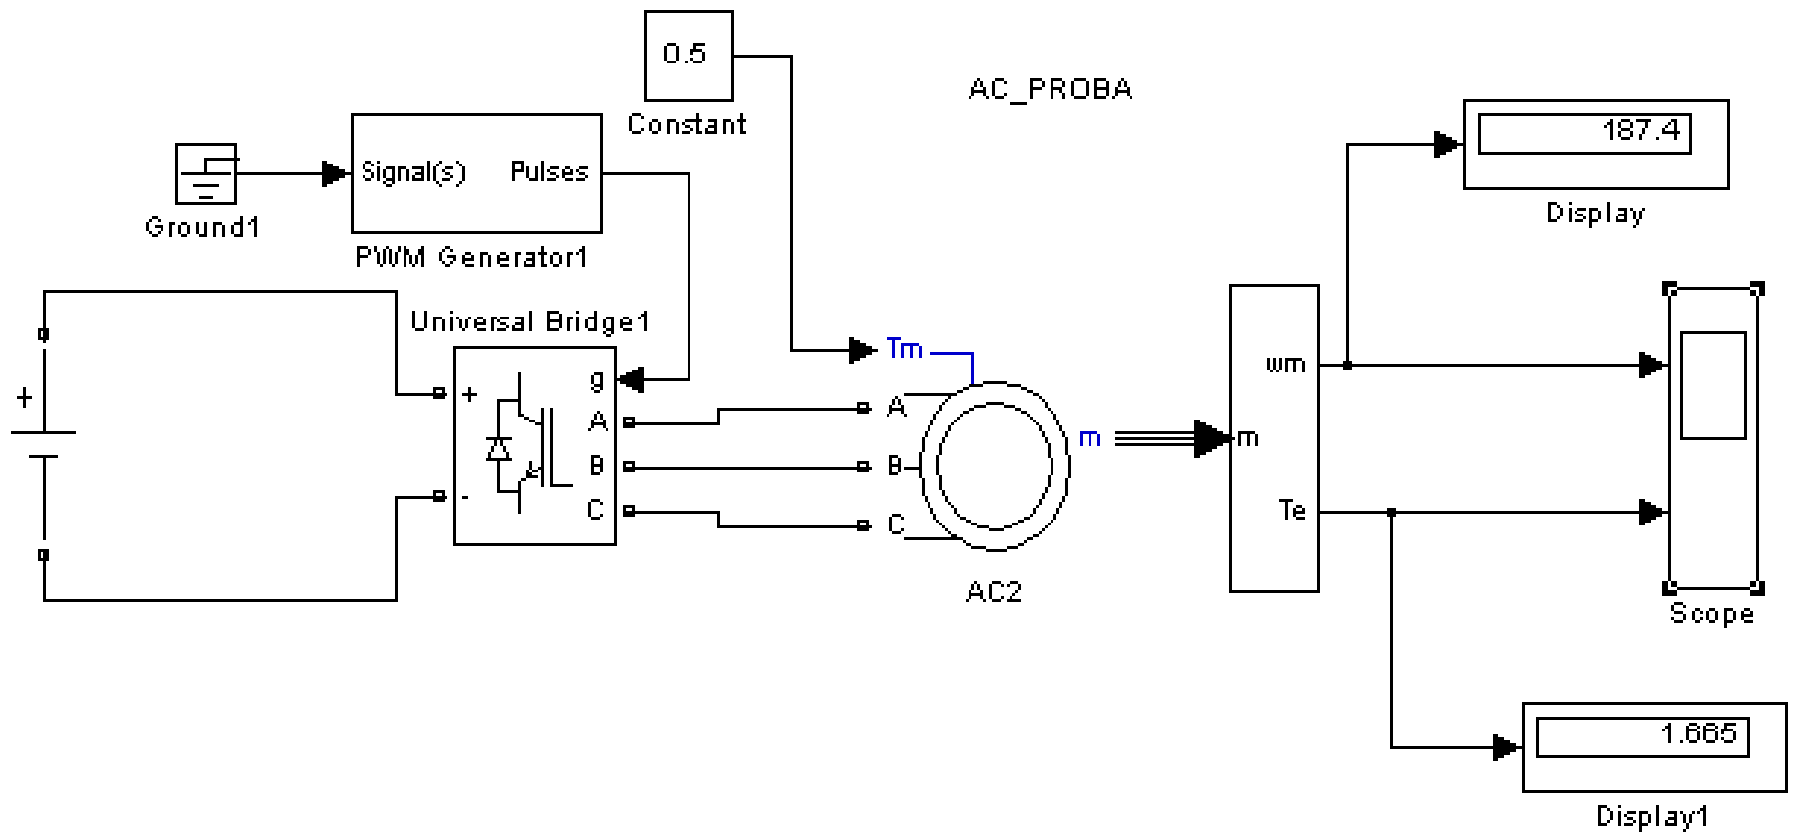 0.5
Constant
AC_PROBA
187.4
Display
Signal(s) Pulses
Ground1
PWM Generator1
Universal Bridge1
g
+
+
A
B
C
-
Tm
A
B
C
m
AC2
m
wm
Te
Scope
1.665
Display1